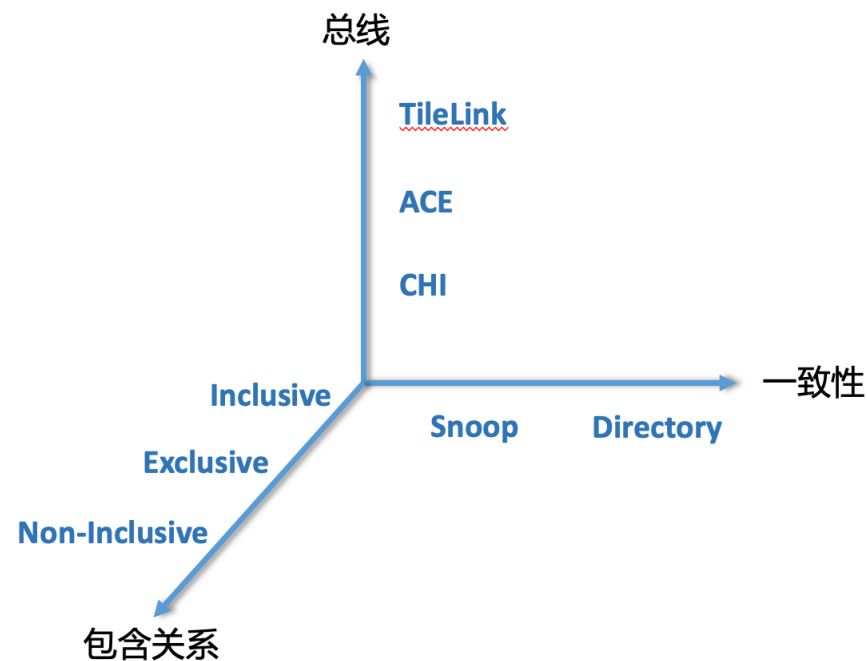 总线
TileLink
ACE
CHI
一致性
Inclusive
Snoop
Directory
Exclusive
Non-Inclusive
包含关系